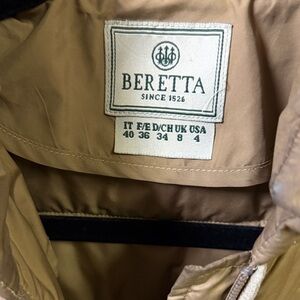 BERETTA
SINCE 1526
IT F/E D/CH UK USA
40 36 34 8 4